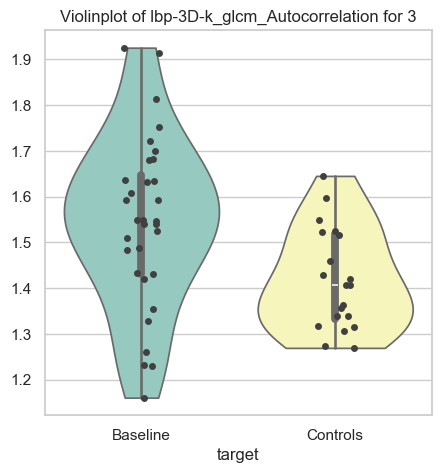 Violinplot of lbp-3D-k_glcm_Autocorrelation for 3
1.9
1.8
1.7
1.6
1.5
1.4
1.3
1.2
Baseline
Controls
target